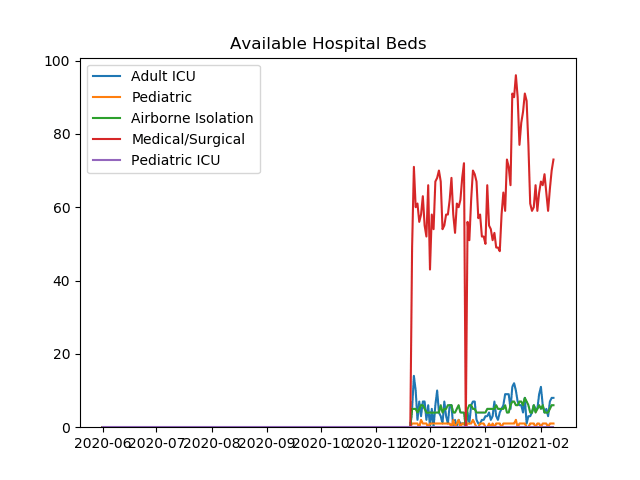 Available Hospital Beds
100
80
60
40
20
0
Adult ICU
Pediatric
Airborne Isolation
Medical/Surgical
Pediatric ICU
2020-06 2020-07 2020-08 2020-09 2020-10 2020-11 2020-12 2021-01 2021-02